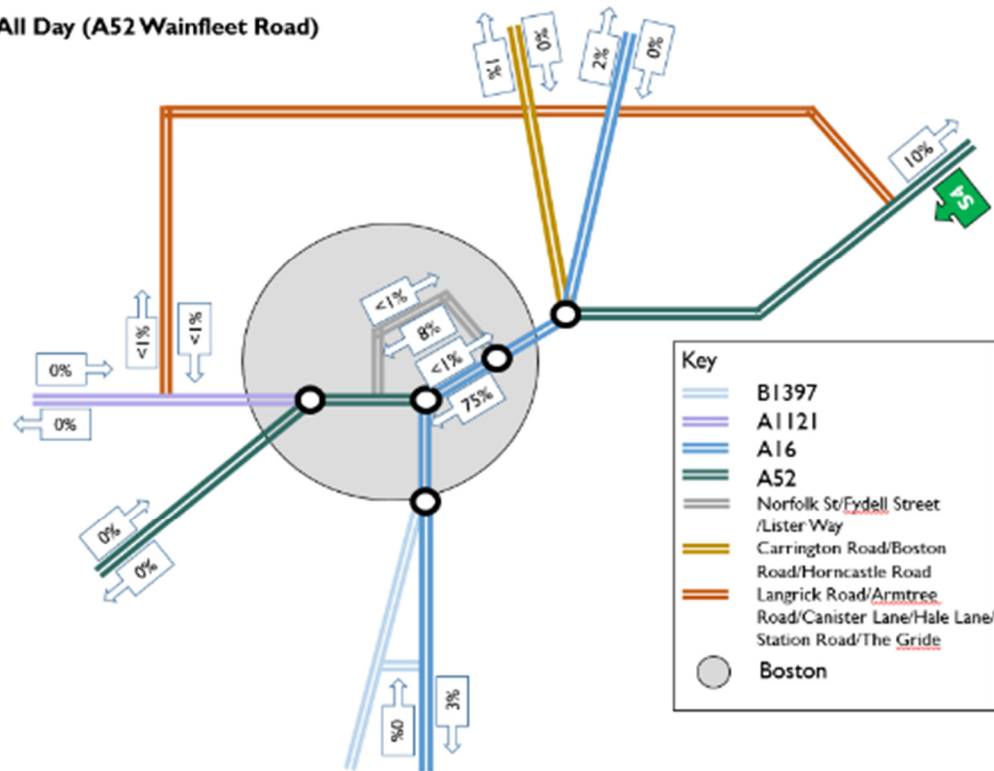 All Day (A52 Wainfleet Road)
1%
0%
2%
0%
10%
SA
<1%
8%
<1%
75%
<1%
<1%
0%
0%
0%
0%
0%
3%
Key
B1397
A1121
A16
A52
Norfolk St/Fydell Street
/Lister Way
Carrington Road/Boston
Road/Horncastle Road
Langrick Road/Armtree
Road/Canister Lane/Hale Lane/
Station Road/The Gride
Boston